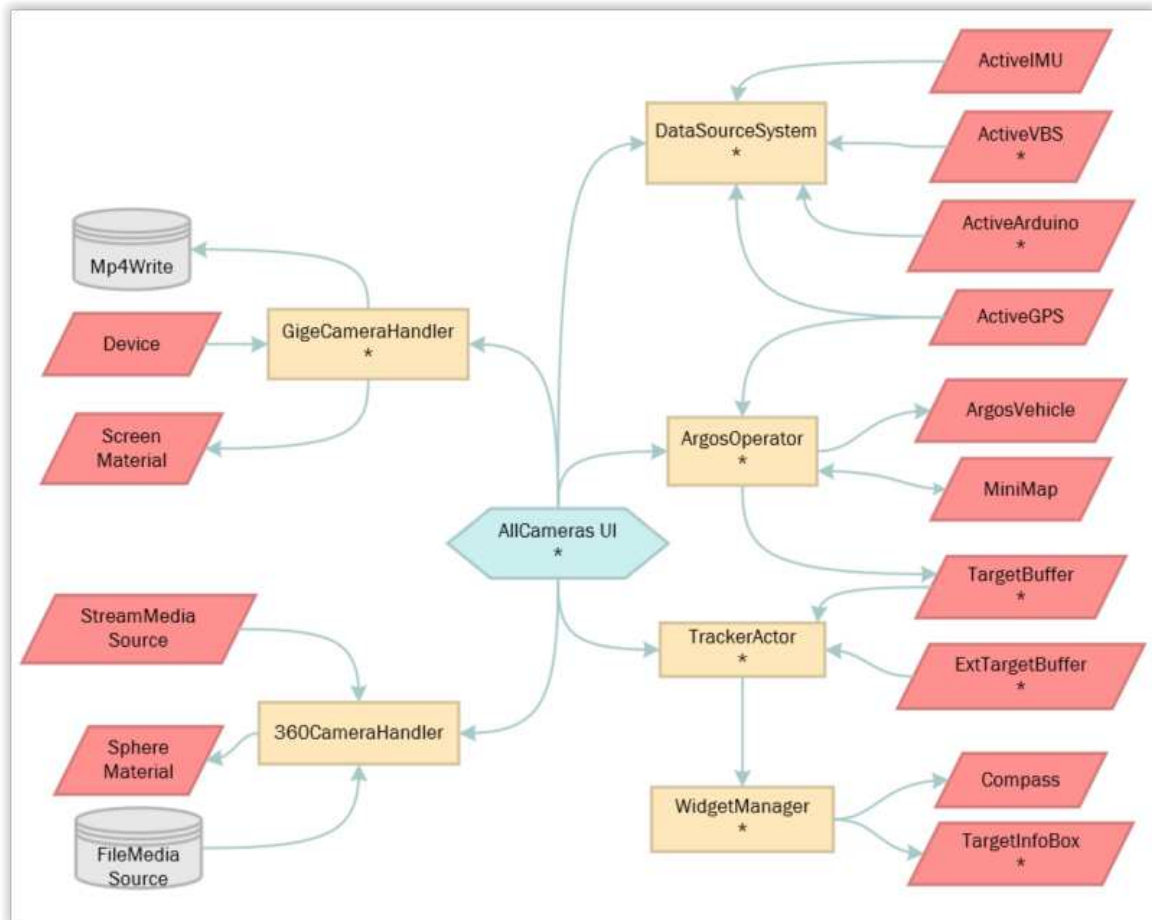 ActiveIMU
DataSourceSystem
*
ActiveVBS
*
ActiveArduino
*
Mp4Write
ActiveGPS
GigeCameraHandler
*
Device
ArgosVehicle
Screen
Material
ArgosOperator
*
MiniMap
AllCameras UI
*
TargetBuffer
*
StreamMedia
Source
TrackerActor
*
ExtTargetBuffer
*
360CameraHandler
Sphere
Material
Compass
WidgetManager
*
TargetInfoBox
*
FileMedia
Source